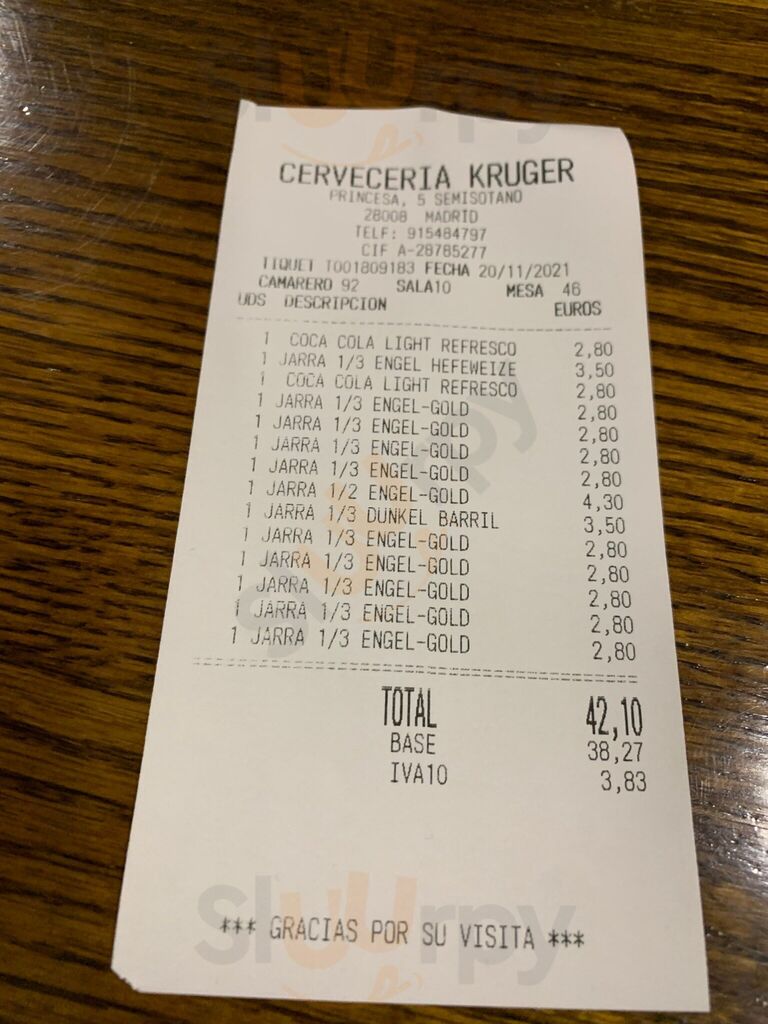 CERVECERIA KRUGER
PRINCESA, 5 SEMISOTANO
28008 MADRID
TELF: 915484797
CIF A-28785277
TIQUET T001809183 FECHA 20/11/2021
CAMARERO 92 SALA10 MESA 46
UDS DESCRIPCION EUROS
1 COCA COLA LIGHT REFRESCO 2,80
1 JARRA 1/3 ENGEL HEFEWEIZE 3,50
1 COCA COLA LIGHT REFRESCO 2,80
1 JARRA 1/3 ENGEL-GOLD 2,80
1 JARRA 1/3 ENGEL-GOLD 2,80
1 JARRA 1/3 ENGEL-GOLD 2,80
1 JARRA 1/3 ENGEL-GOLD 2,80
1 JARRA 1/2 ENGEL-GOLD 4,30
1 JARRA 1/3 DUNKEL BARRIL 3,50
1 JARRA 1/3 ENGEL-GOLD 2,80
1 JARRA 1/3 ENGEL-GOLD 2,80
1 JARRA 1/3 ENGEL-GOLD 2,80
1 JARRA 1/3 ENGEL-GOLD 2,80
1 JARRA 1/3 ENGEL-GOLD 2,80
TOTAL 42,10
BASE 38,27
IVA10 3,83
*** GRACIAS POR SU VISITA ***
Sluurpy
Sluurpy
Sluurpy